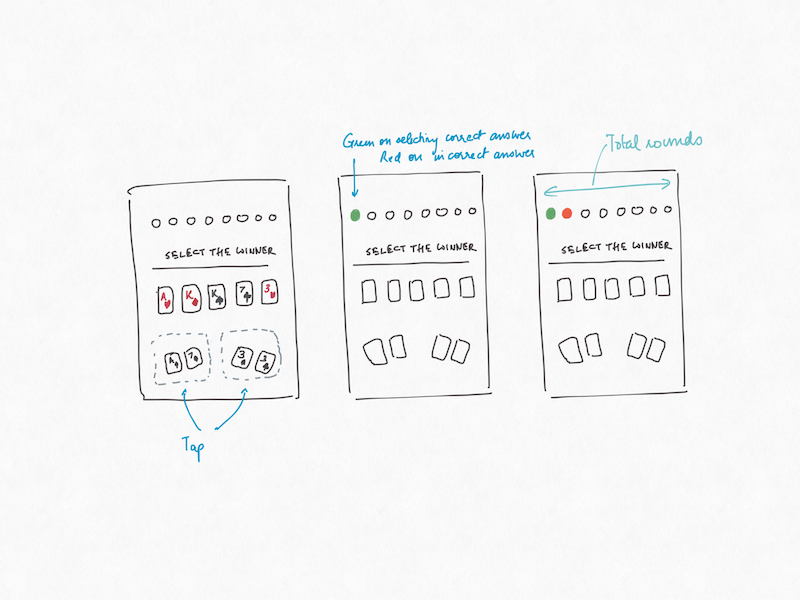 Green on selecting correct answer
Red on incorrect answer
Total rounds
SELECT THE WINNER
SELECT THE WINNER
SELECT THE WINNER
A K K 7 3
A 7 3 3
Tap